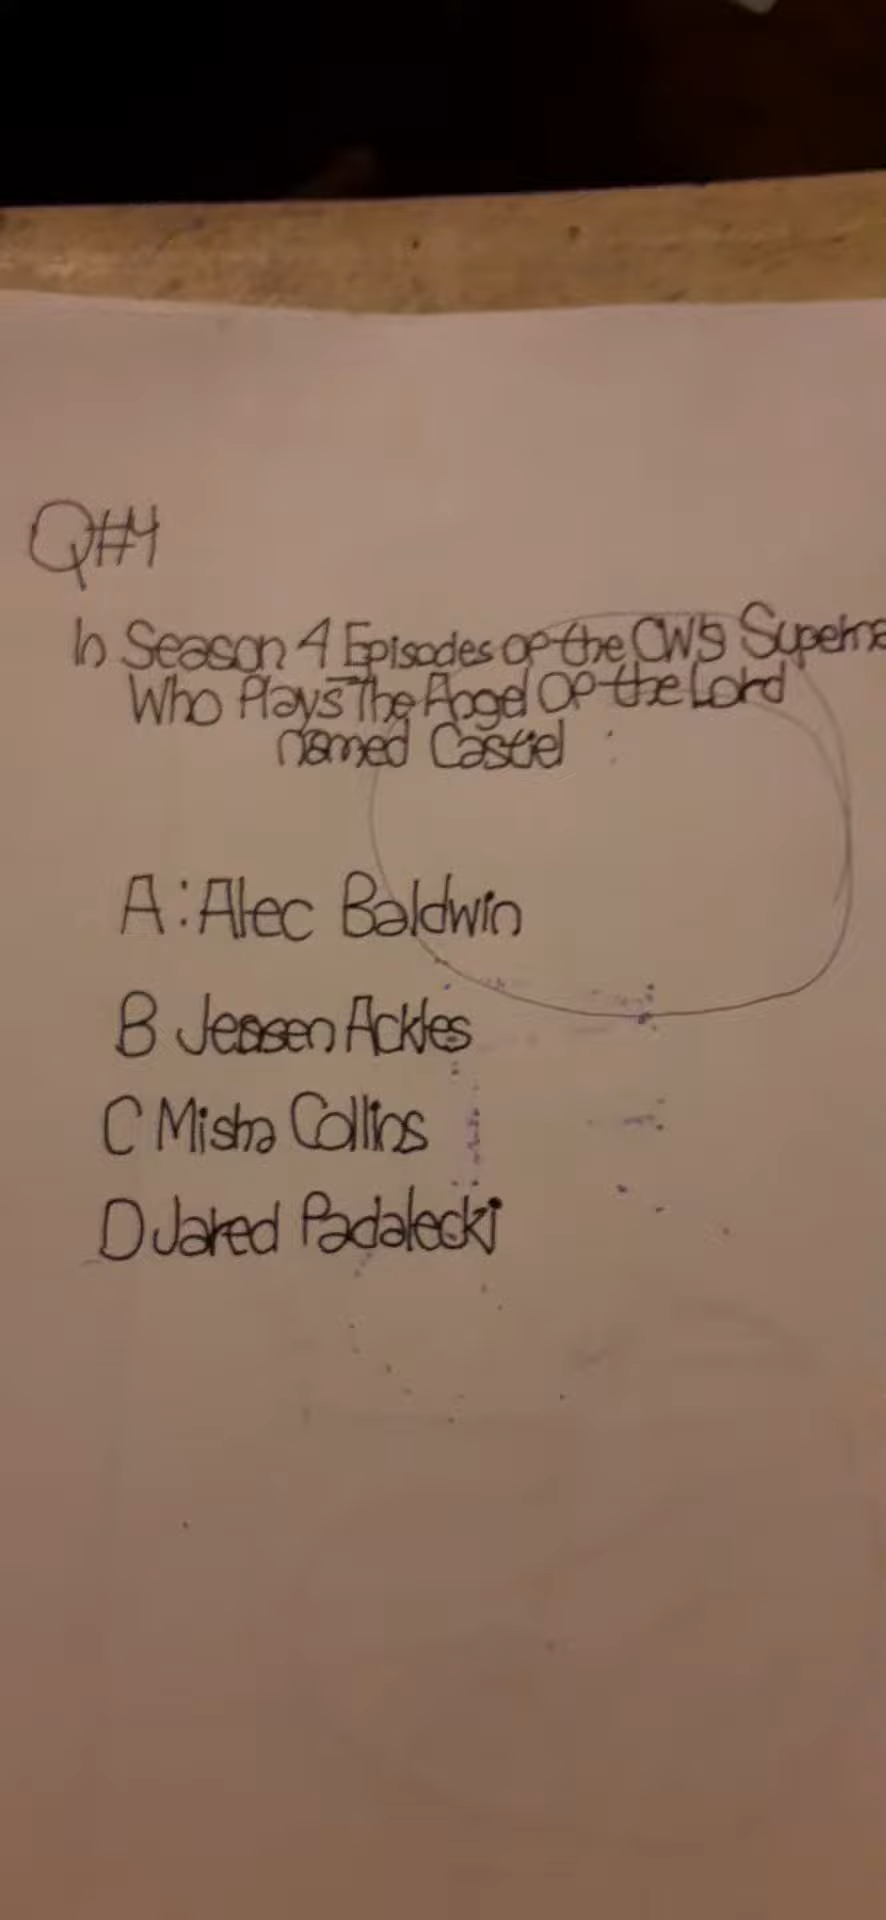 Q#4
In Season 4 Episodes of the CW's Superna
Who Plays The Angel Of the Lord
named Castiel
A: Alec Baldwin
B Jensen Ackles
C Misha Collins
D Jared Padalecki